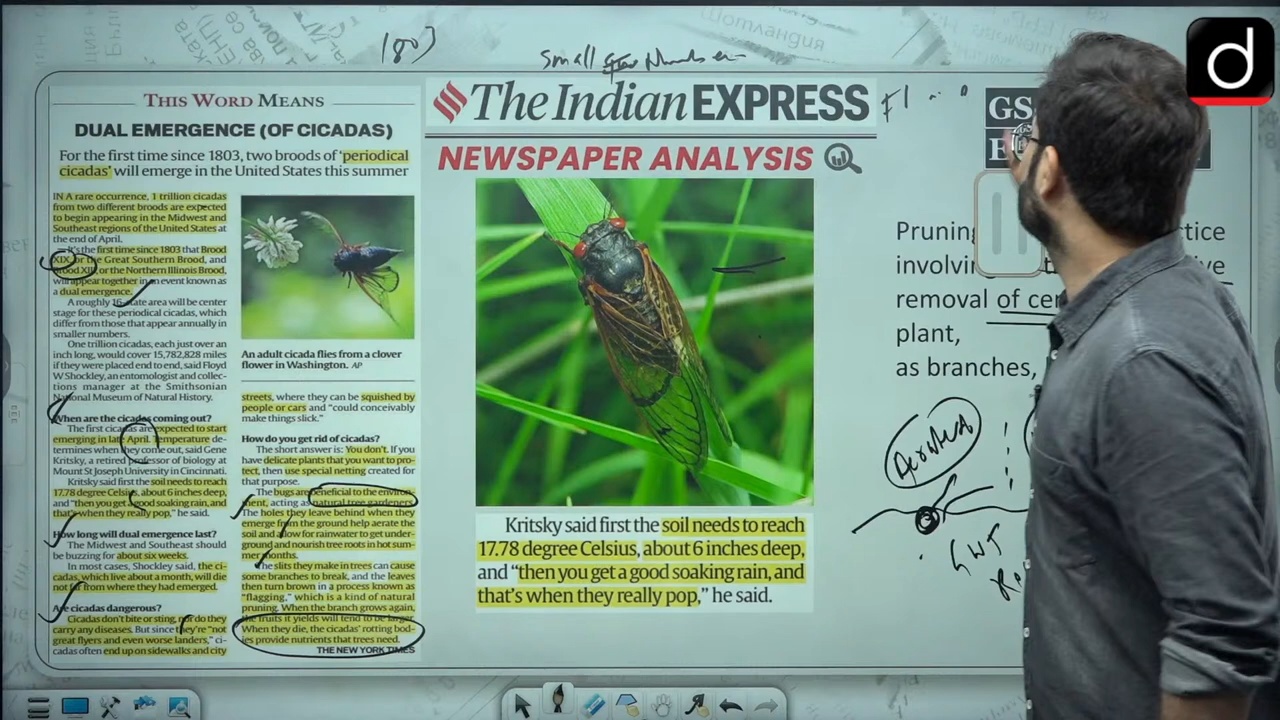 1803
small
THIS WORD MEANS
DUAL EMERGENCE (OF CICADAS)
For the first time since 1803, two broods of 'periodical
cicadas' will emerge in the United States this summer
IN A rare occurrence, 1 trillion cicadas
from two different broods are expected
to begin appearing in the Midwest and
Southeast regions of the United States at
the end of April.
It's the first time since 1803 that Brood
XIX, or the Great Southern Brood, and
Brood XIII, or the Northern Illinois Brood,
will appear together in an event known as
a dual emergence.
A roughly 16-state area will be center
stage for these periodical cicadas, which
differ from those that appear annually in
smaller numbers.
One trillion cicadas, each just over an
inch long, would cover 15,782,828 miles
if they were placed end to end, said Floyd
W Shockley, an entomologist and collec-
tions manager at the Smithsonian
National Museum of Natural History.
When are the cicadas coming out?
The first cicadas are expected to start
emerging in late April. Temperature de-
termines when they come out, said Gene
Kritsky, a retired professor of biology at
Mount St Joseph University in Cincinnati.
Kritsky said first the soil needs to reach
17.78 degree Celsius, about 6 inches deep,
and "then you get a good soaking rain, and
that's when they really pop," he said.
How long will dual emergence last?
The Midwest and Southeast should
be buzzing for about six weeks.
In most cases, Shockley said, the ci-
cadas, which live about a month, will die
not far from where they had emerged.
Are cicadas dangerous?
Cicadas don't bite or sting, nor do they
carry any diseases. But since they're "not
great flyers and even worse landers," ci-
cadas often end up on sidewalks and city
An adult cicada flies from a clover
flower in Washington. AP
streets, where they can be squished by
people or cars and "could conceivably
make things slick."
How do you get rid of cicadas?
The short answer is: You don't. If you
have delicate plants that you want to pro-
tect, then use special netting created for
that purpose.
The bugs are beneficial to the environ-
ment, acting as natural tree gardeners.
The holes they leave behind when they
emerge from the ground help aerate the
soil and allow for rainwater to get under-
ground and nourish tree roots in hot sum-
mer months.
The slits they make in trees can cause
some branches to break, and the leaves
then turn brown in a process known as
"flagging," which is a kind of natural
pruning. When the branch grows again,
the fruits it yields will tend to be larger.
When they die, the cicadas' rotting bod-
ies provide nutrients that trees need.
THE NEW YORK TIMES
The Indian EXPRESS
NEWSPAPER ANALYSIS
Kritsky said first the soil needs to reach
17.78 degree Celsius, about 6 inches deep,
and "then you get a good soaking rain, and
that's when they really pop," he said.
d
GS
removal of
plant,
as branches,
GWT